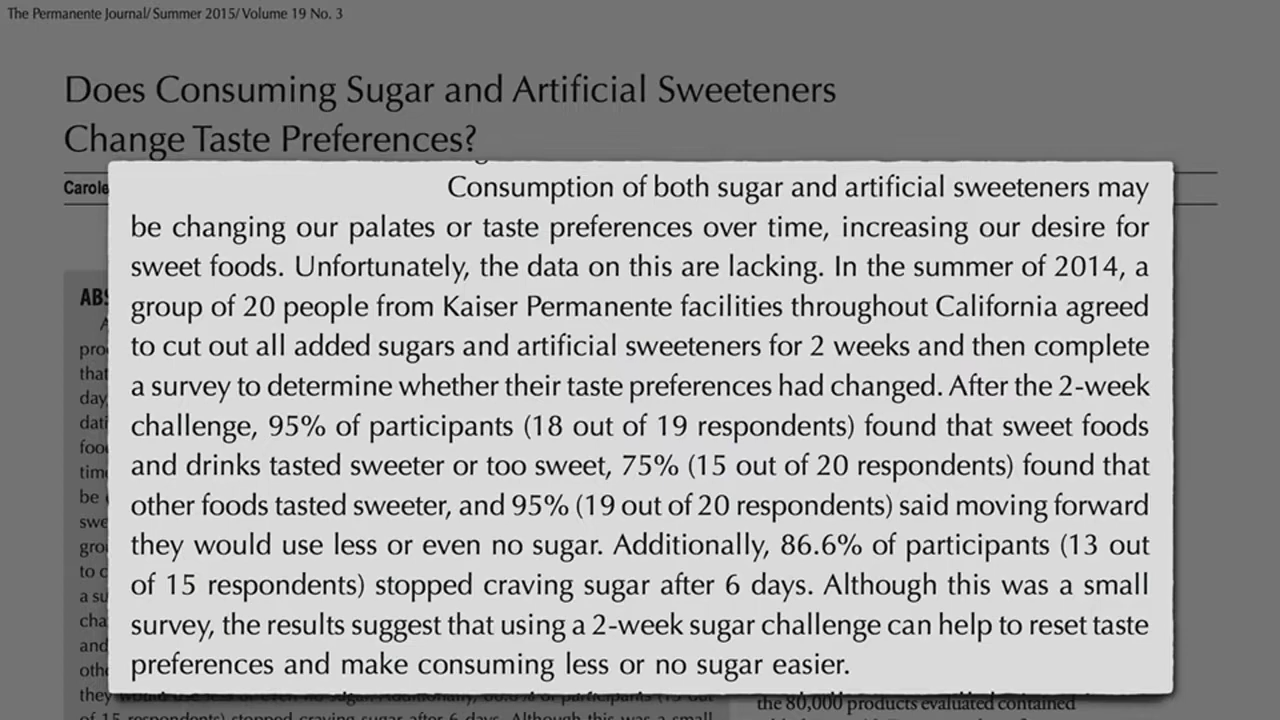 The Permanente Journal/ Summer 2015/ Volume 19 No. 3
Does Consuming Sugar and Artificial Sweeteners
Change Taste Preferences?
Consumption of both sugar and artificial sweeteners may
be changing our palates or taste preferences over time, increasing our desire for
sweet foods. Unfortunately, the data on this are lacking. In the summer of 2014, a
group of 20 people from Kaiser Permanente facilities throughout California agreed
to cut out all added sugars and artificial sweeteners for 2 weeks and then complete
a survey to determine whether their taste preferences had changed. After the 2-week
challenge, 95% of participants (18 out of 19 respondents) found that sweet foods
and drinks tasted sweeter or too sweet, 75% (15 out of 20 respondents) found that
other foods tasted sweeter, and 95% (19 out of 20 respondents) said moving forward
they would use less or even no sugar. Additionally, 86.6% of participants (13 out
of 15 respondents) stopped craving sugar after 6 days. Although this was a small
survey, the results suggest that using a 2-week sugar challenge can help to reset taste
preferences and make consuming less or no sugar easier.
the 80,000 products evaluated contained